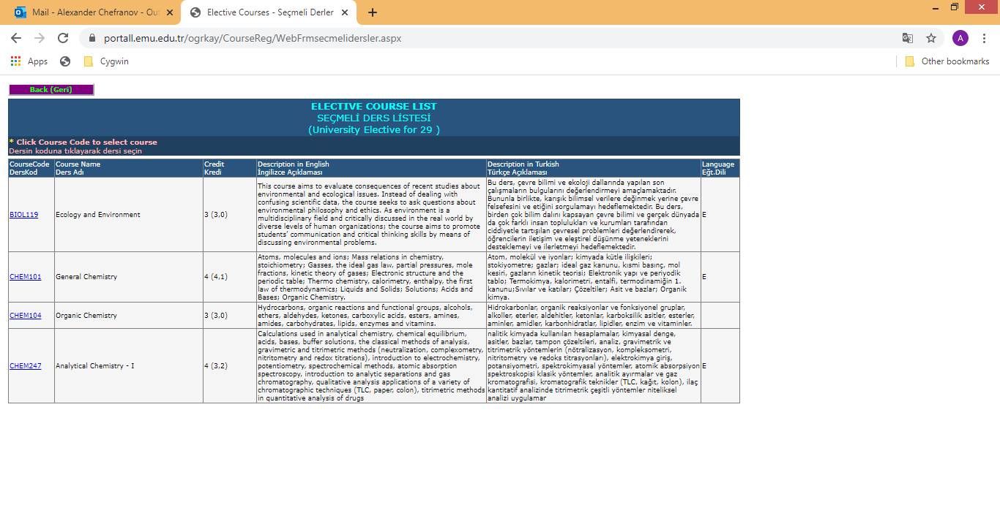 Mail - Alexander Chefranov - Out
Elective Courses - Seçmeli Derler
portall.emu.edu.tr/ogrkay/CourseReg/WebFrmsecmelidersler.aspx
A
Apps
Cygwin
Other bookmarks
Back (Geri)
ELECTIVE COURSE LIST
SEÇMELİ DERS LİSTESİ
(University Elective for 29 )
* Click Course Code to select course
Dersin koduna tıklayarak dersi seçin
CourseCode
DersKod
Course Name
Ders Adı
Credit
Kredi
Description in English
İngilizce Açıklaması
Description in Turkish
Türkçe Açıklaması
Language
Eğt.Dili
BIOL119
Ecology and Environment
3 (3,0)
This course aims to evaluate consequences of recent studies about
environmental and ecological issues. Instead of dealing with
confusing scientific data, the course seeks to ask questions about
environmental philosophy and ethics. As environment is a
multidisciplinary field and critically discussed in the real world by
diverse levels of human organizations; the course aims to promote
students' communication and critical thinking skills by means of
discussing environmental problems.
Bu ders, çevre bilimi ve ekoloji dallarında yapılan son
çalışmaların bulgularını değerlendirmeyi amaçlamaktadır.
Bununla birlikte, karışık bilimsel verilere değinmek yerine çevre
felsefesini ve etiğini sorgulamayı hedeflemektedir. Bu ders,
birden çok bilim dalını kapsayan çevre bilimi ve gerçek dünyada
da çok farklı insan toplulukları ve kurumları tarafından
ciddiyetle tartışılan çevresel problemleri değerlendirerek,
öğrencilerin iletişim ve eleştirel düşünme yeteneklerini
desteklemeyi ve ilerletmeyi hedeflemektedir.
E
CHEM101
General Chemistry
4 (4,1)
Atoms, molecules and ions; Mass relations in chemistry,
stoichiometry; Gasses, the ideal gas law, partial pressures, mole
fractions, kinetic theory of gases; Electronic structure and the
periodic table; Thermo chemistry, calorimetry, enthalpy, the first
law of thermodynamics; Liquids and Solids; Solutions; Acids and
Bases; Organic Chemistry.
Atom, molekül ve iyonlar; kimyada kütle ilişkileri;
stokiyometre; gazlar; ideal gaz kanunu, kısmi basınç, mol
kesiri, gazların kinetik teorisi; Elektronik yapı ve periyodik
tablo; Termokimya, kalorimetri, entalfi, termodinamiğin 1.
kanunu;Sıvılar ve katılar; Çözeltiler; Asit ve bazlar; Organik
kimya.
E
CHEM104
Organic Chemistry
3 (3,0)
Hydrocarbons, organic reactions and functional groups, alcohols,
ethers, aldehydes, ketones, carboxylic acids, esters, amines,
amides, carbohydrates, lipids, enzymes and vitamins.
Hidrokarbonlar, organik reaksiyonlar ve fonksiyonel gruplar,
alkoller, eterler, aldehitler, ketonlar, karboksilik asitler, esterler,
aminler, amidler, karbonhidratlar, lipidler, enzim ve vitaminler.
CHEM247
Analytical Chemistry - I
4 (3,2)
Calculations used in analytical chemistry, chemical equilibrium,
acids, bases, buffer solutions, the classical methods of analysis,
gravimetric and titrimetric methods (neutralization, complexometry,
nitritometry and redox titrations), introduction to electrochemistry,
potentiometry, spectrochemical methods, atomic absorption
spectroscopy, introduction to analytic separations and gas
chromatography, qualitative analysis applications of a variety of
chromatographic techniques (TLC, paper, colon), titrimetric methods
in quantitative analysis of drugs
nalitik kimyada kullanılan hesaplamalar, kimyasal denge,
asitler, bazlar, tampon çözeltileri, analiz, gravimetrik ve
titrimetrik yöntemlerin (nötralizasyon, kompleksometri,
nitritometry ve redoks titrasyonları), elektrokimya giriş,
potansiyometri, spektrokimyasal yöntemler, atomik absorpsiyon
spektroskopisi klasik yöntemler, analitik ayırmalar ve gaz
kromatografisi, kromatografik teknikler (TLC, kağıt, kolon), ilaç
kantitatif analizinde titrimetrik çeşitli yöntemler niteliksel
analizi uygulamar
E